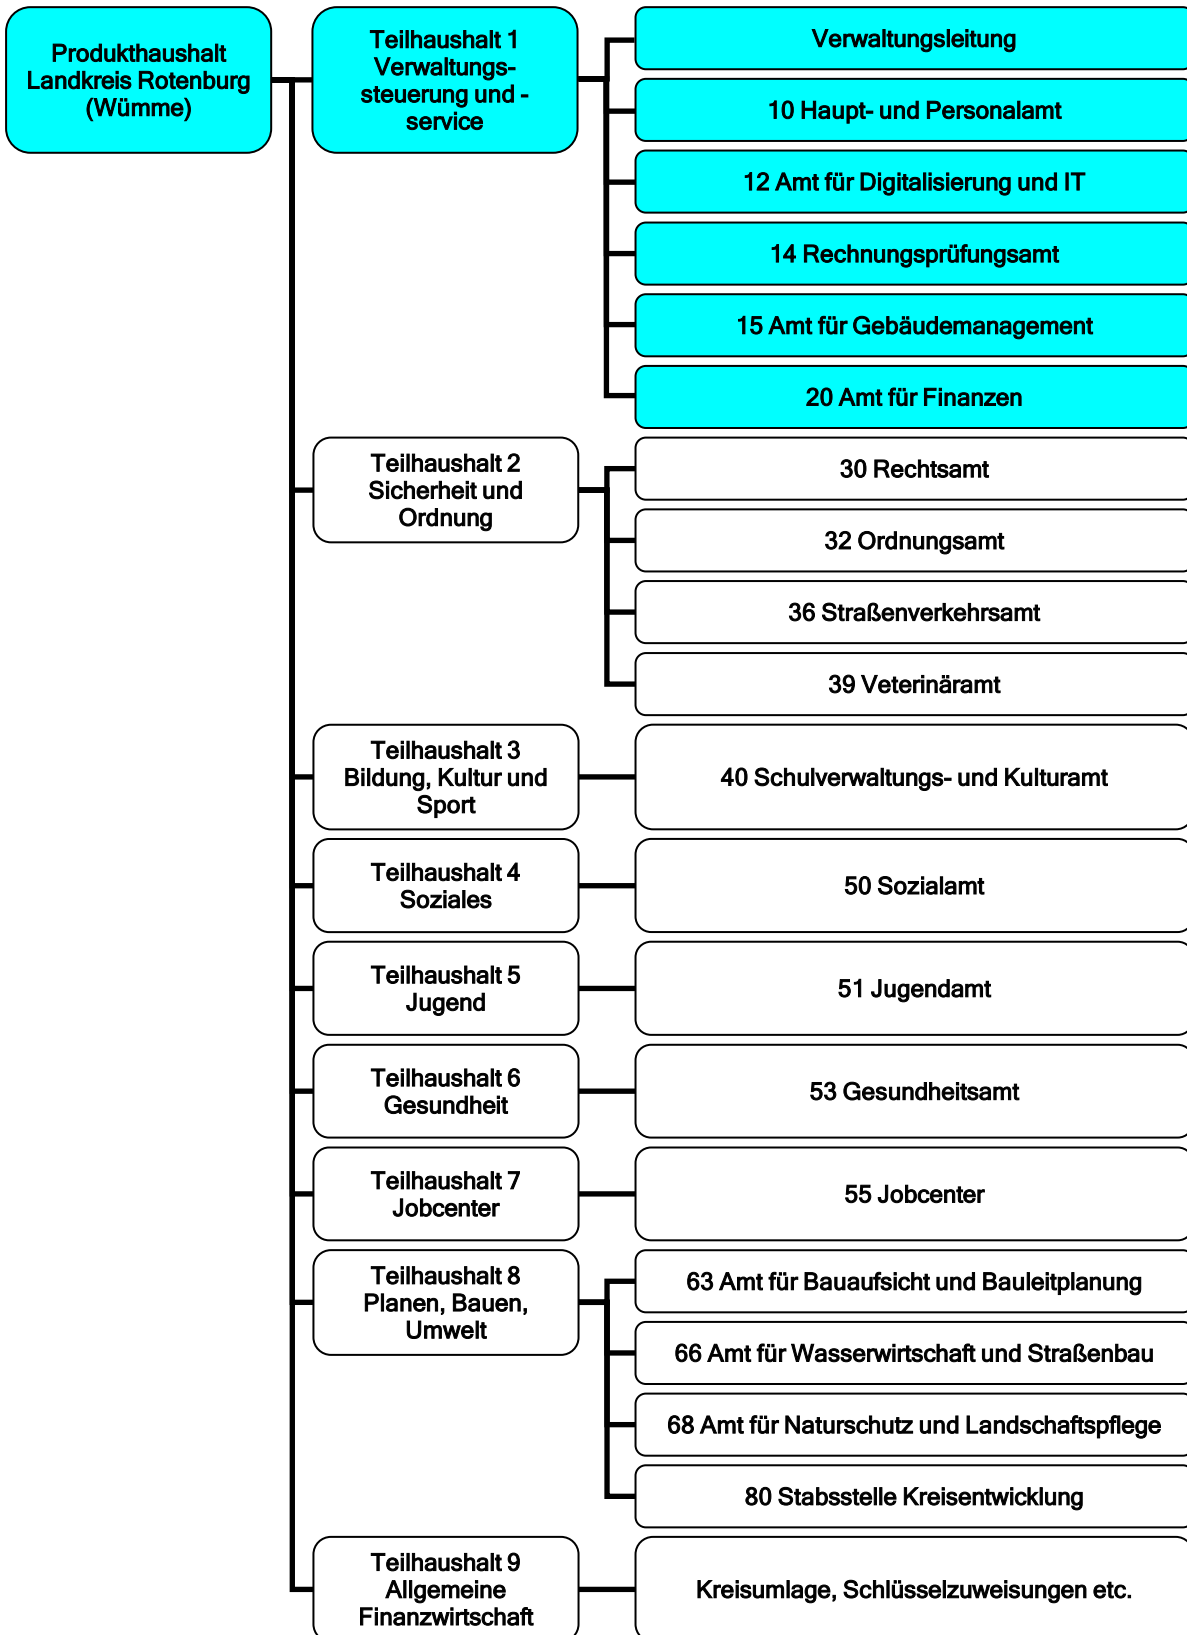 Produkthaushalt
Landkreis Rotenburg
(Wümme)
Teilhaushalt 1
Verwaltungs-
steuerung und -
service
Verwaltungsleitung
10 Haupt- und Personalamt
12 Amt für Digitalisierung und IT
14 Rechnungsprüfungsamt
15 Amt für Gebäudemanagement
20 Amt für Finanzen
Teilhaushalt 2
Sicherheit und
Ordnung
30 Rechtsamt
32 Ordnungsamt
36 Straßenverkehrsamt
39 Veterinäramt
Teilhaushalt 3
Bildung, Kultur und
Sport
40 Schulverwaltungs- und Kulturamt
Teilhaushalt 4
Soziales
50 Sozialamt
Teilhaushalt 5
Jugend
51 Jugendamt
Teilhaushalt 6
Gesundheit
53 Gesundheitsamt
Teilhaushalt 7
Jobcenter
55 Jobcenter
Teilhaushalt 8
Planen, Bauen,
Umwelt
63 Amt für Bauaufsicht und Bauleitplanung
66 Amt für Wasserwirtschaft und Straßenbau
68 Amt für Naturschutz und Landschaftspflege
80 Stabsstelle Kreisentwicklung
Teilhaushalt 9
Allgemeine
Finanzwirtschaft
Kreisumlage, Schlüsselzuweisungen etc.